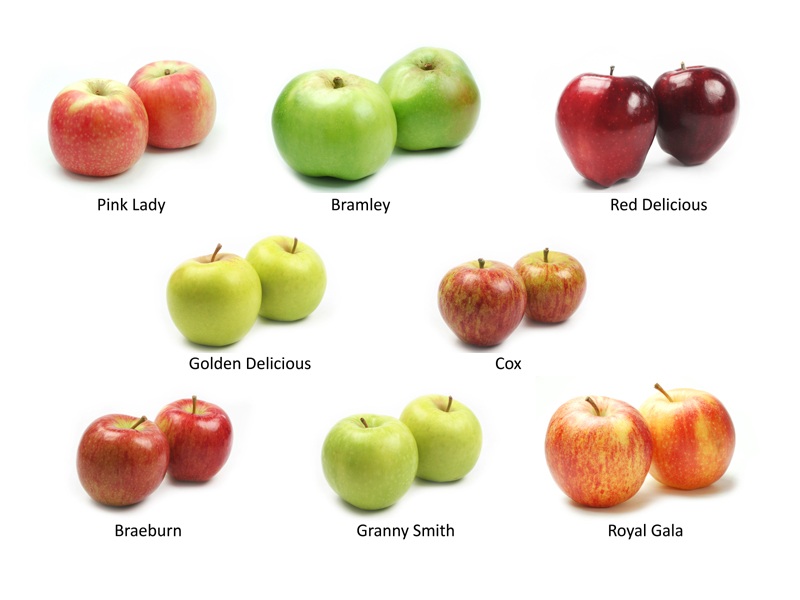 Pink Lady
Bramley
Red Delicious
Golden Delicious
Cox
Braeburn
Granny Smith
Royal Gala